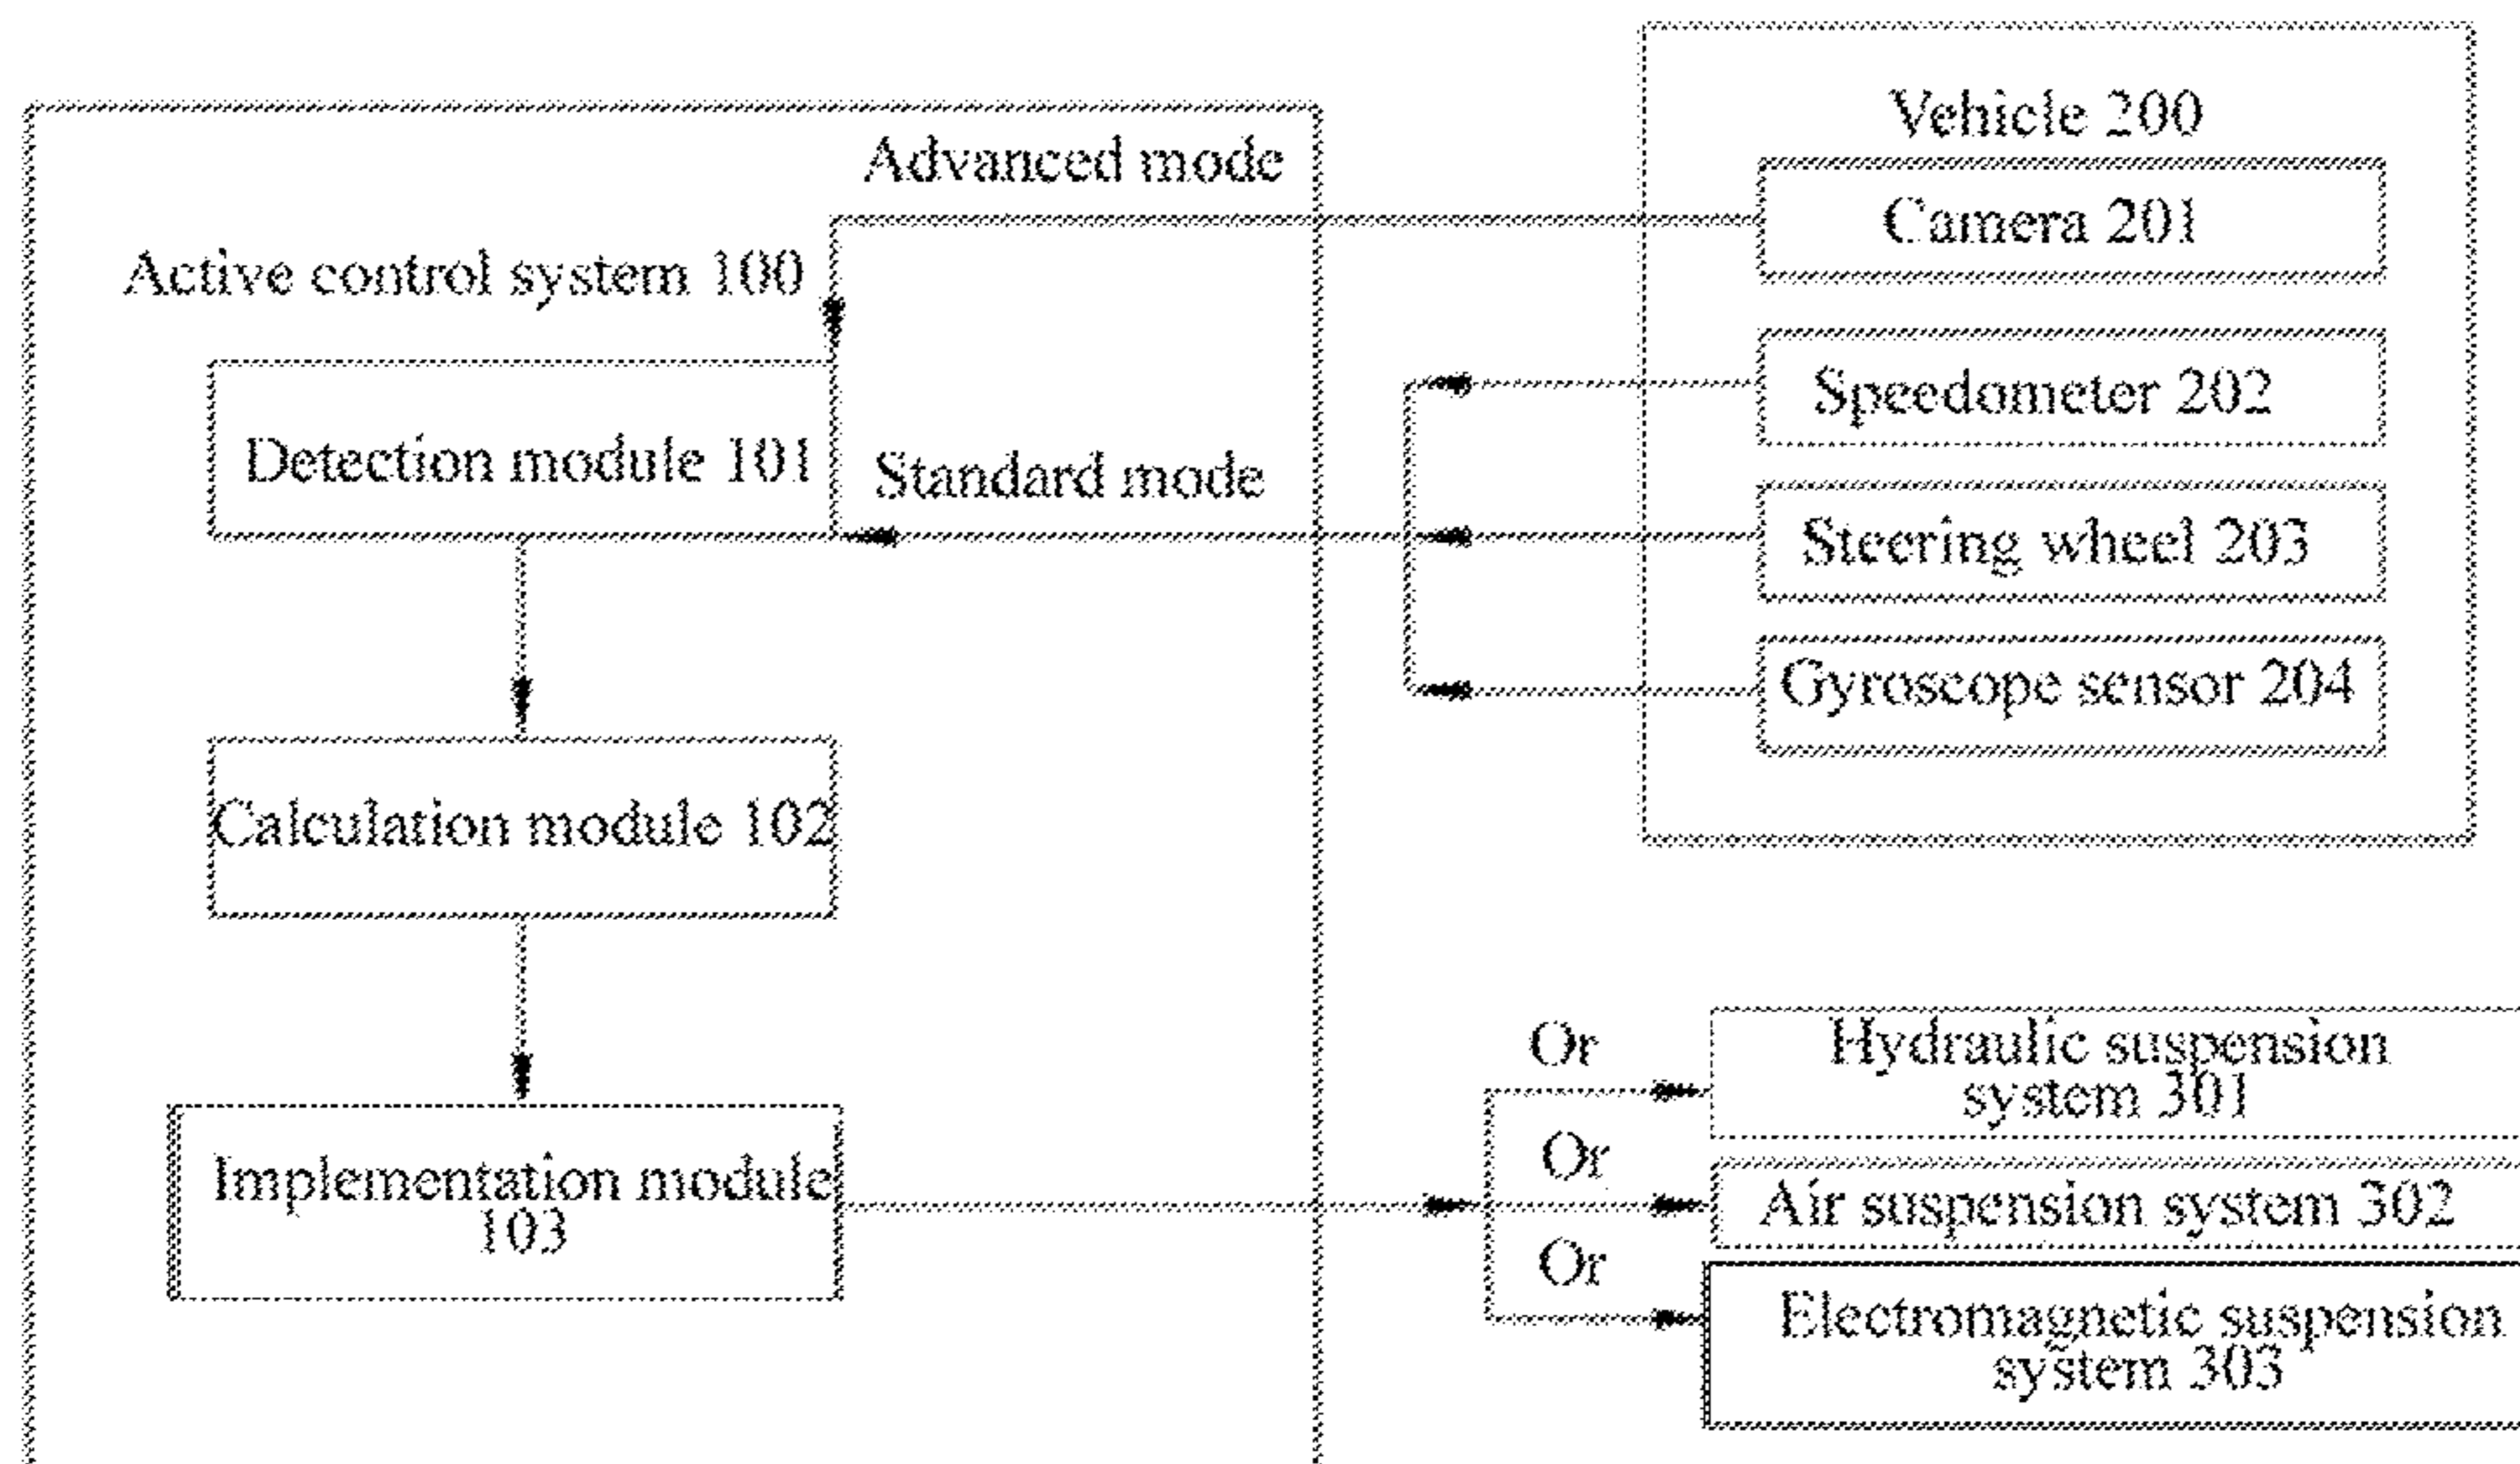 Vehicle 200
Advanced mode
Camera 201
Active control system 100
Speedometer 202
Detection module 101
Standard mode
Steering wheel 203
Gyroscope sensor 204
Calculation module 102
Or
Hydraulic suspension
system 301
Or
Implementation module
103
Air suspension system 302
Or
Electromagnetic suspension
system 303